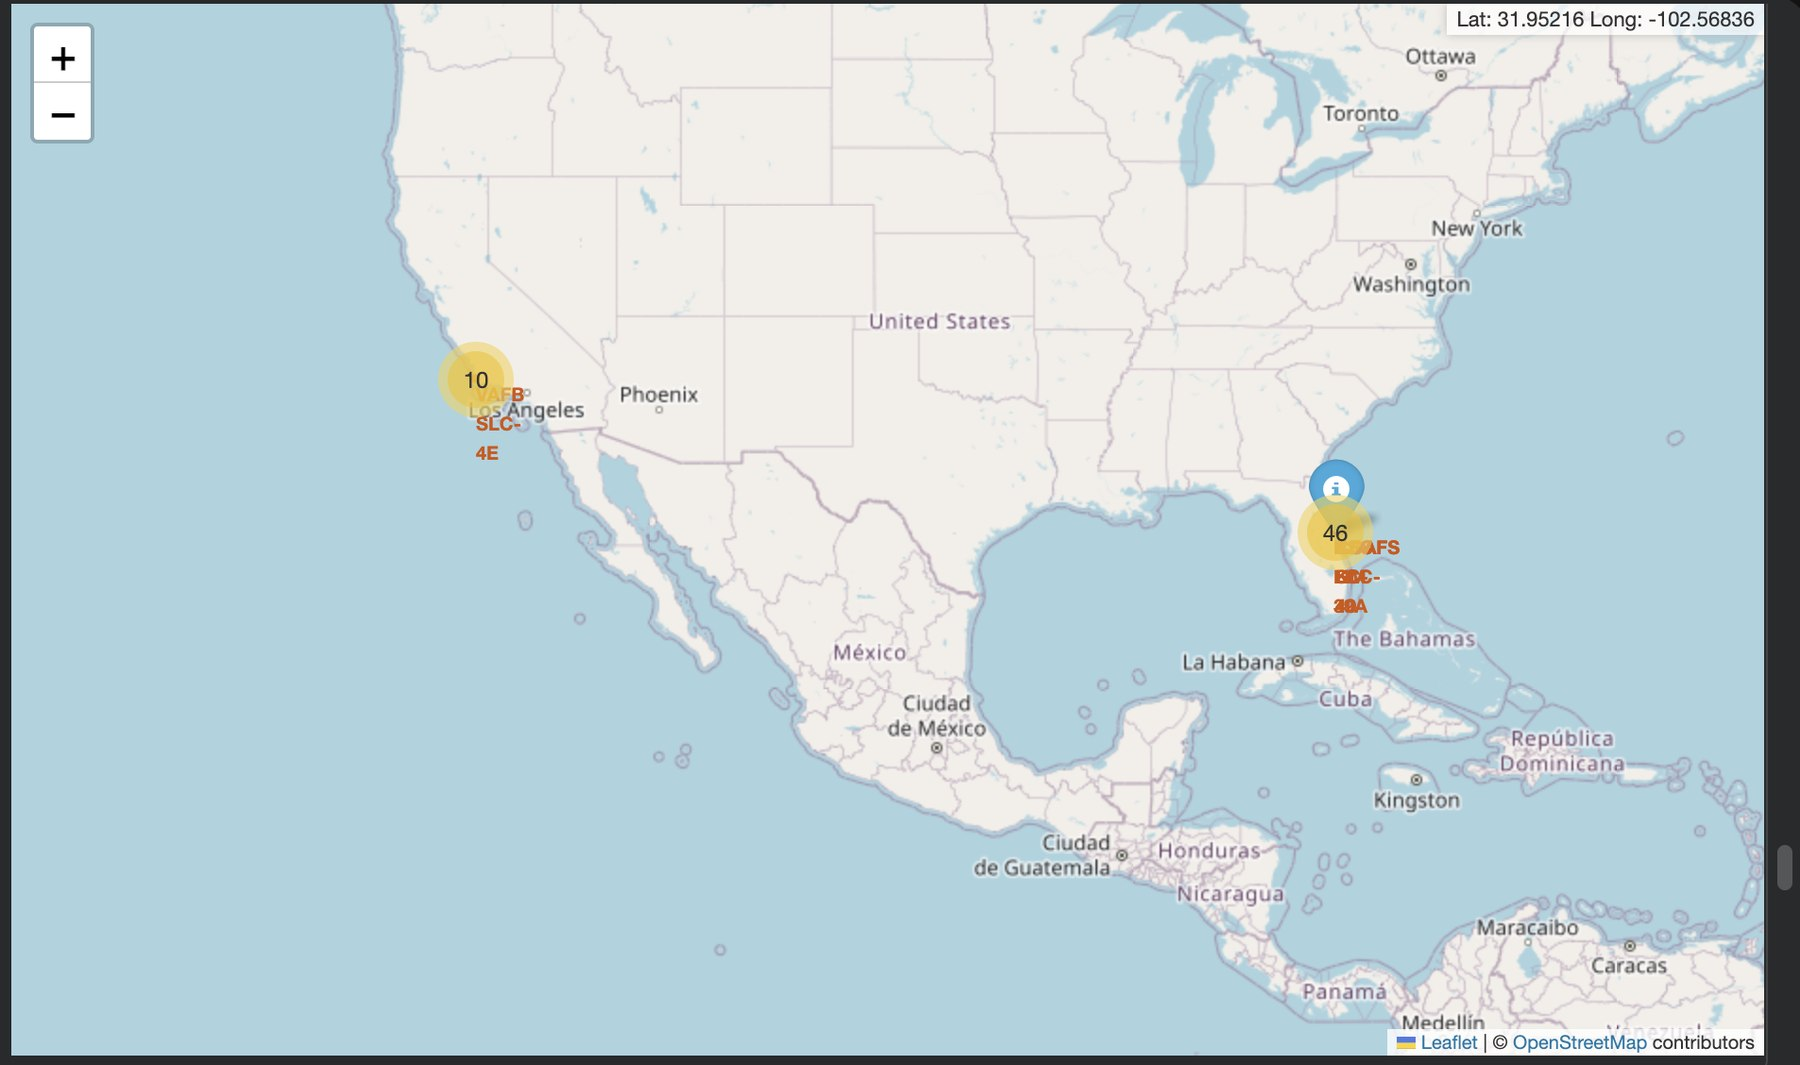 +
−
Lat: 31.95216 Long: -102.56836
Ottawa
Toronto
New York
Washington
United States
10
VAFB
SLC-
4E
Los Angeles
Phoenix
46
The Bahamas
La Habana
Cuba
México
Ciudad
de México
República
Dominicana
Kingston
Ciudad
de Guatemala
Honduras
Nicaragua
Maracaibo
Caracas
Panamá
Medellín
Venezuela
Leaflet | © OpenStreetMap contributors